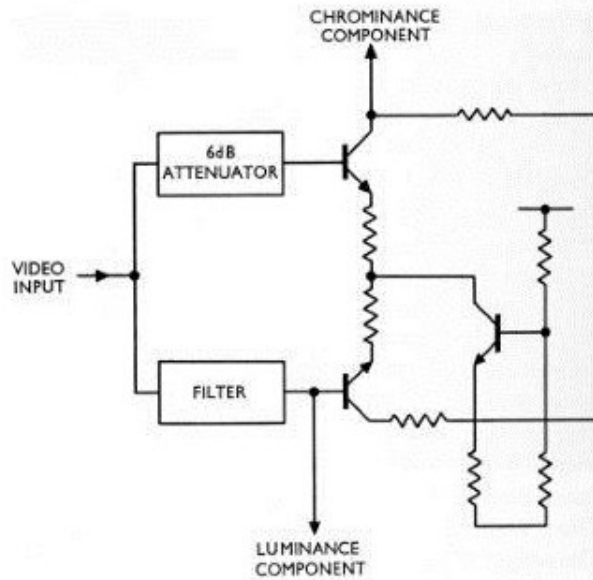 CHROMINANCE
COMPONENT
6dB
ATTENUATOR
VIDEO
INPUT
FILTER
LUMINANCE
COMPONENT